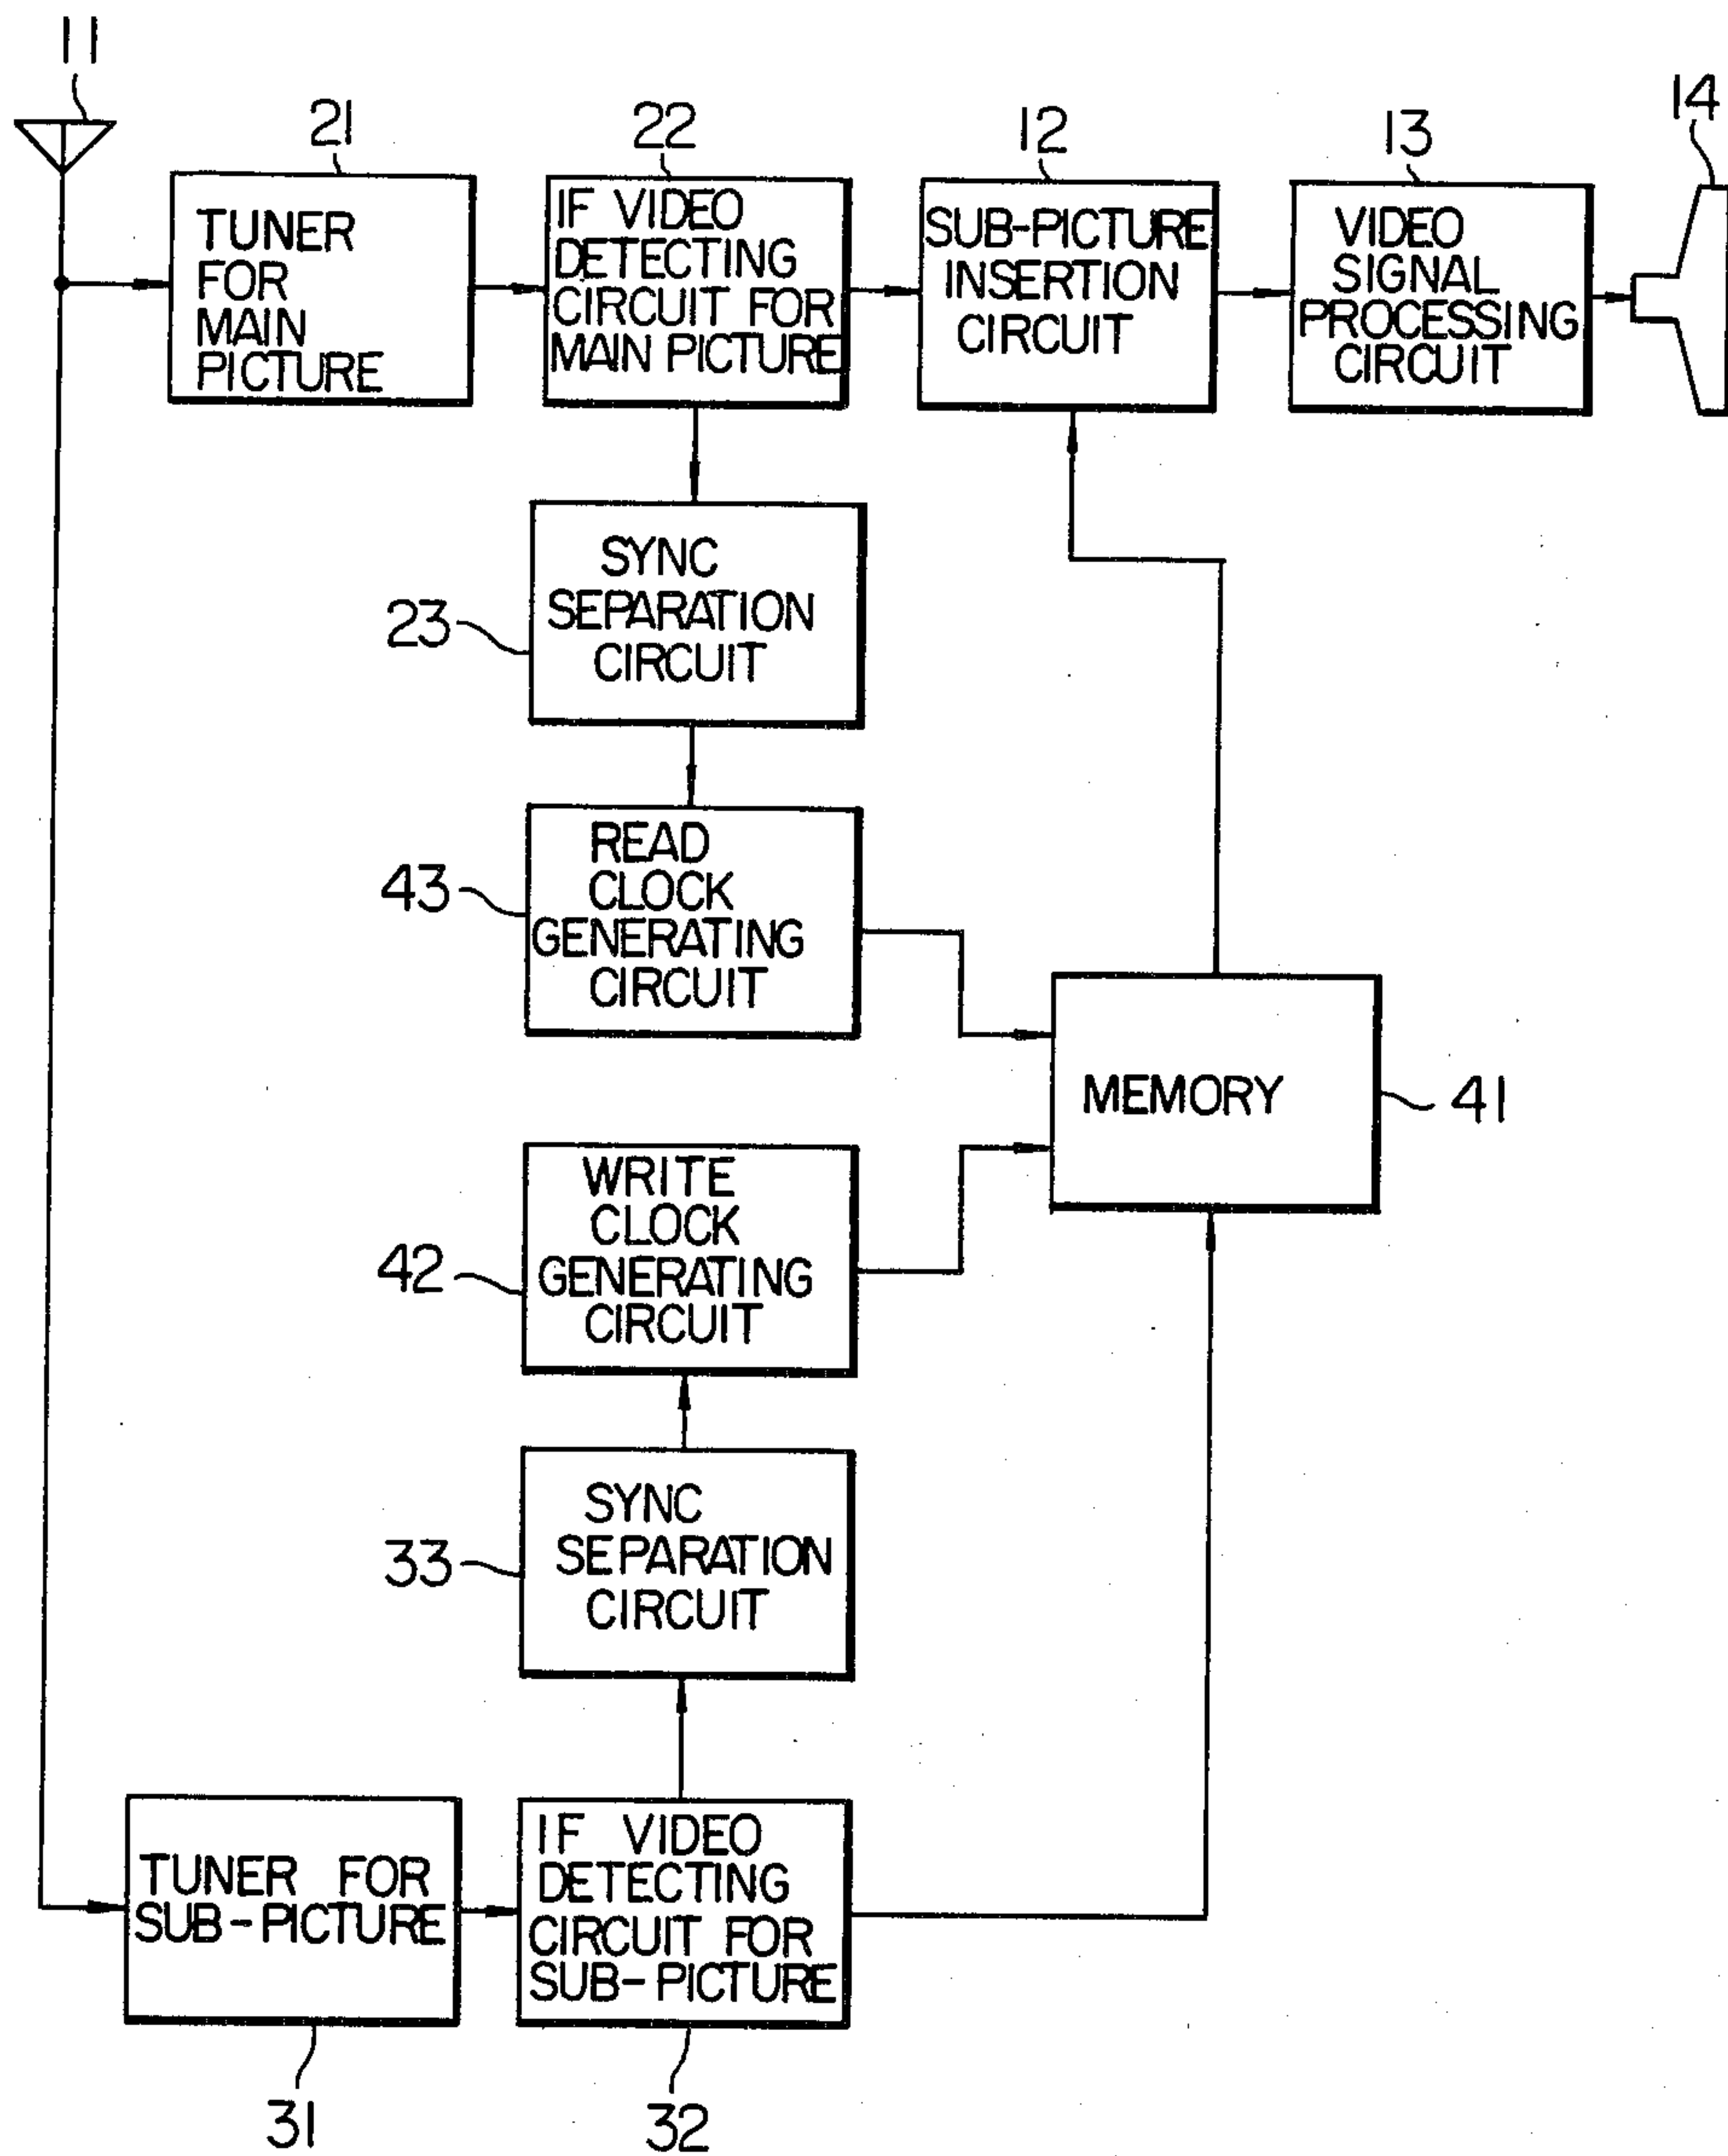 11
21
22
12
13
14
TUNER
FOR
MAIN
PICTURE
IF VIDEO
DETECTING
CIRCUIT FOR
MAIN PICTURE
SUB-PICTURE
INSERTION
CIRCUIT
VIDEO
SIGNAL
PROCESSING
CIRCUIT
23
SYNC
SEPARATION
CIRCUIT
43
READ
CLOCK
GENERATING
CIRCUIT
MEMORY
41
42
WRITE
CLOCK
GENERATING
CIRCUIT
33
SYNC
SEPARATION
CIRCUIT
TUNER FOR
SUB-PICTURE
IF VIDEO
DETECTING
CIRCUIT FOR
SUB-PICTURE
31
32